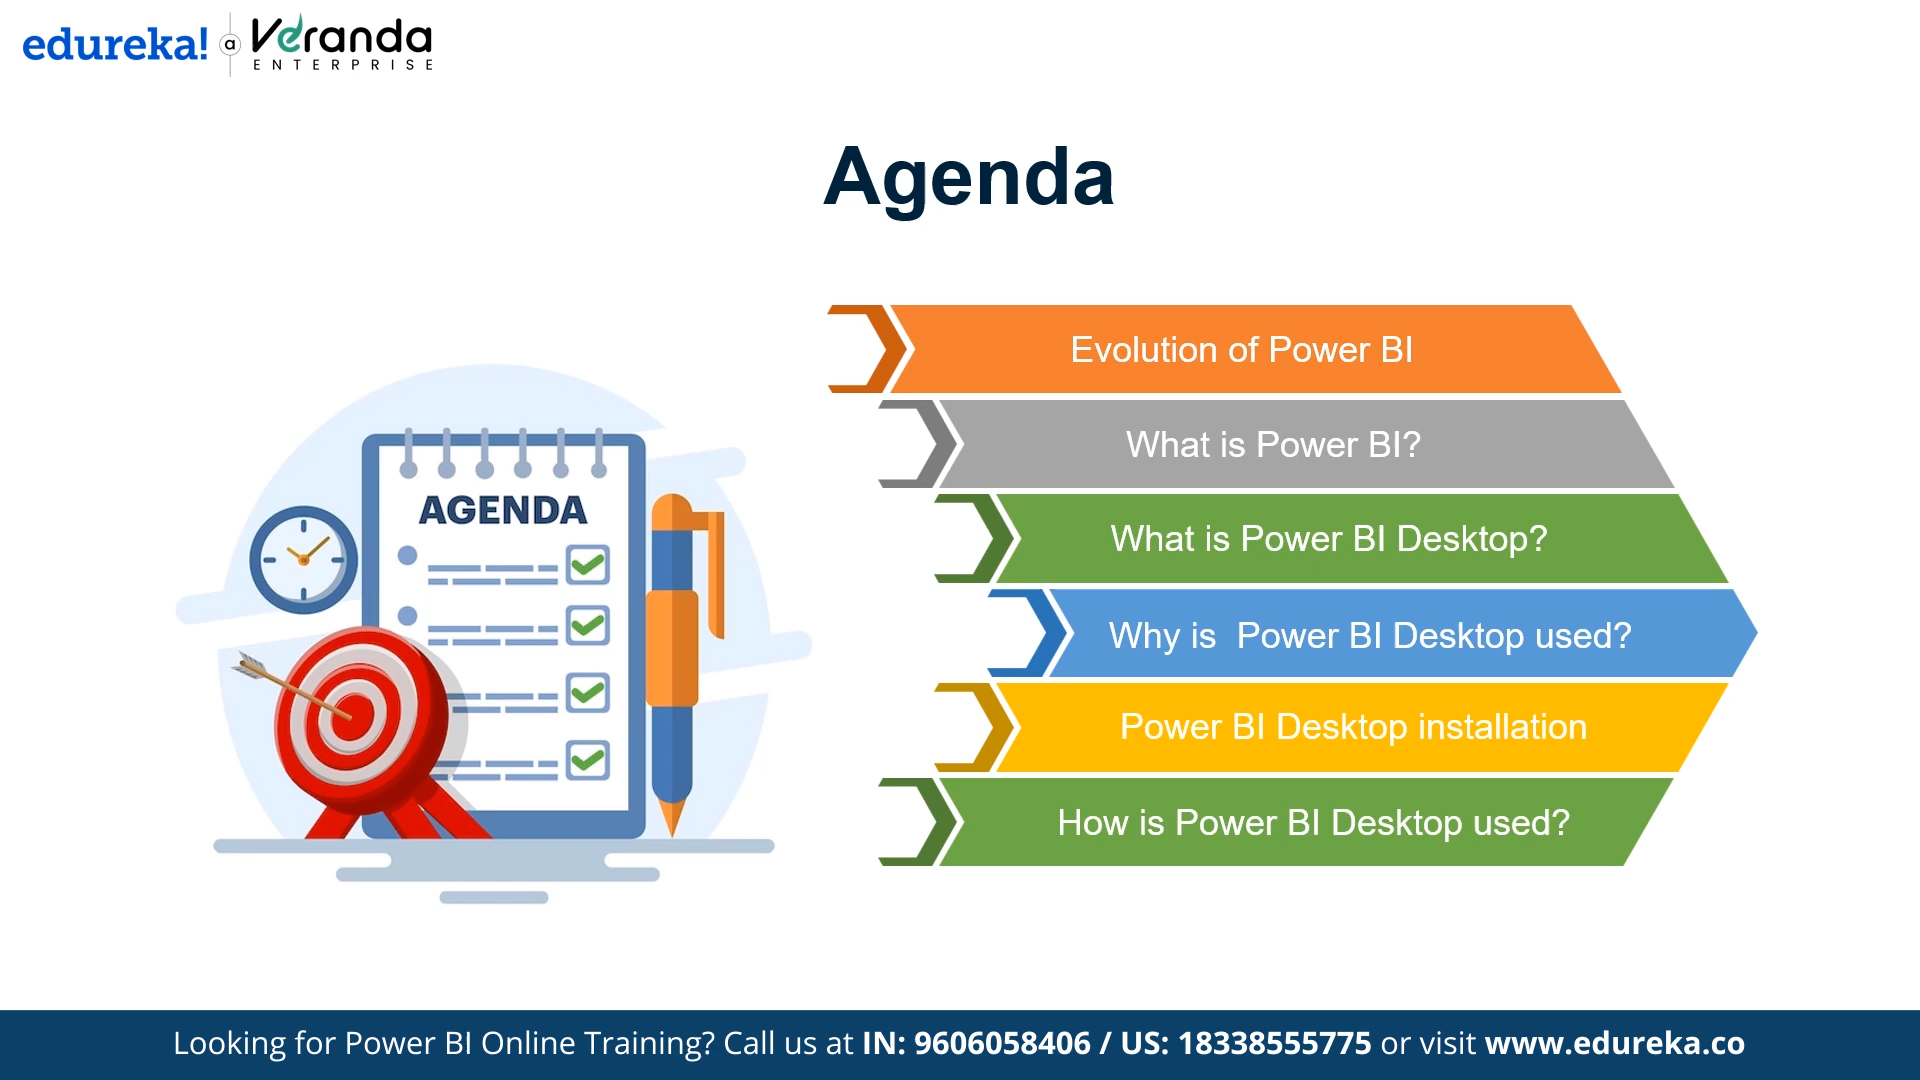 edureka! a Veranda
ENTERPRISE
Agenda
Evolution of Power BI
What is Power BI?
What is Power BI Desktop?
Why is  Power BI Desktop used?
Power BI Desktop installation
How is Power BI Desktop used?
AGENDA
Looking for Power BI Online Training? Call us at IN: 9606058406 / US: 18338555775 or visit www.edureka.co